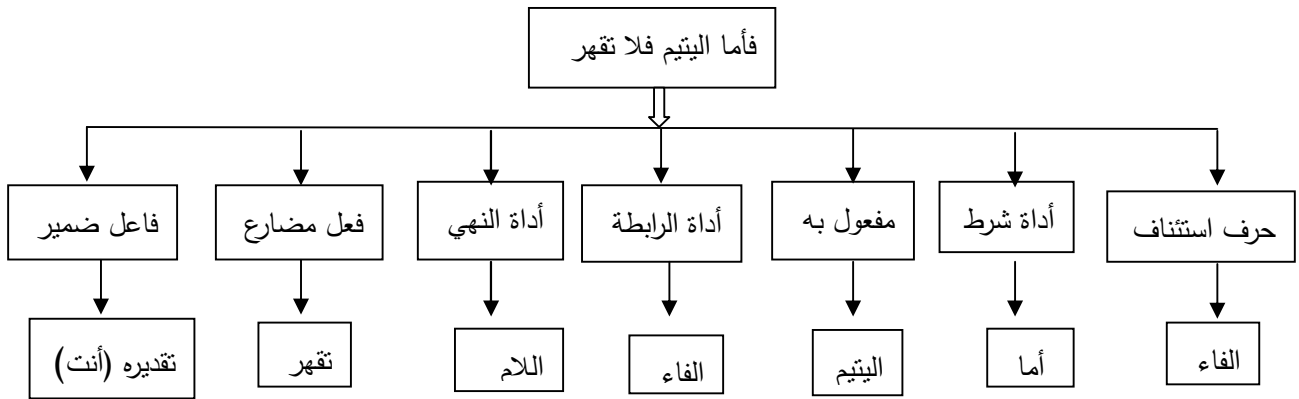 فأما اليتيم فلا تقهر
حرف استئناف
أداة شرط
مفعول به
أداة الرابطة
أداة النهي
فعل مضارع
فاعل ضمير
الفاء
أما
اليتيم
الفاء
اللام
تقهر
تقديره (أنت)